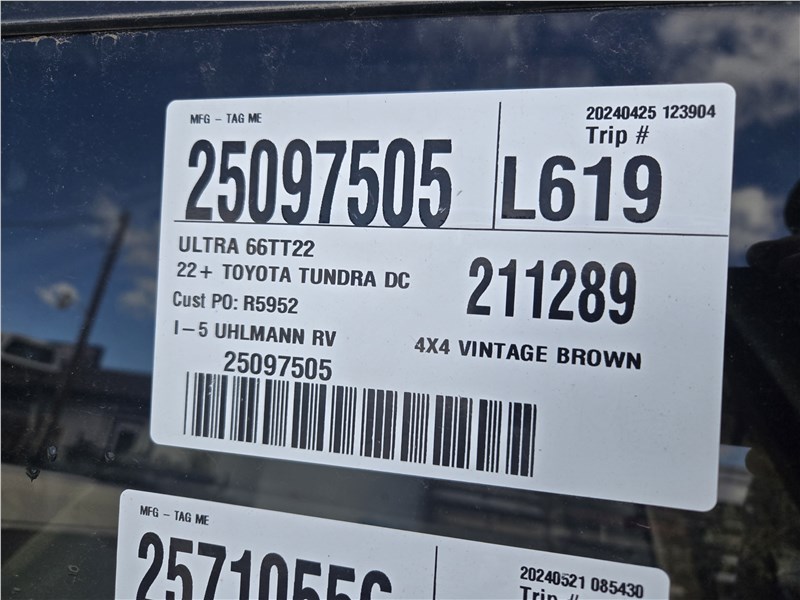 MFG - TAG ME
20240425 123904
Trip #
25097505
L619
ULTRA 66TT22
22+ TOYOTA TUNDRA DC
211289
Cust PO: R5952
I-5 UHLMANN RV
4X4 VINTAGE BROWN
25097505
MFG - TAG ME
20240521 085430
Trip #